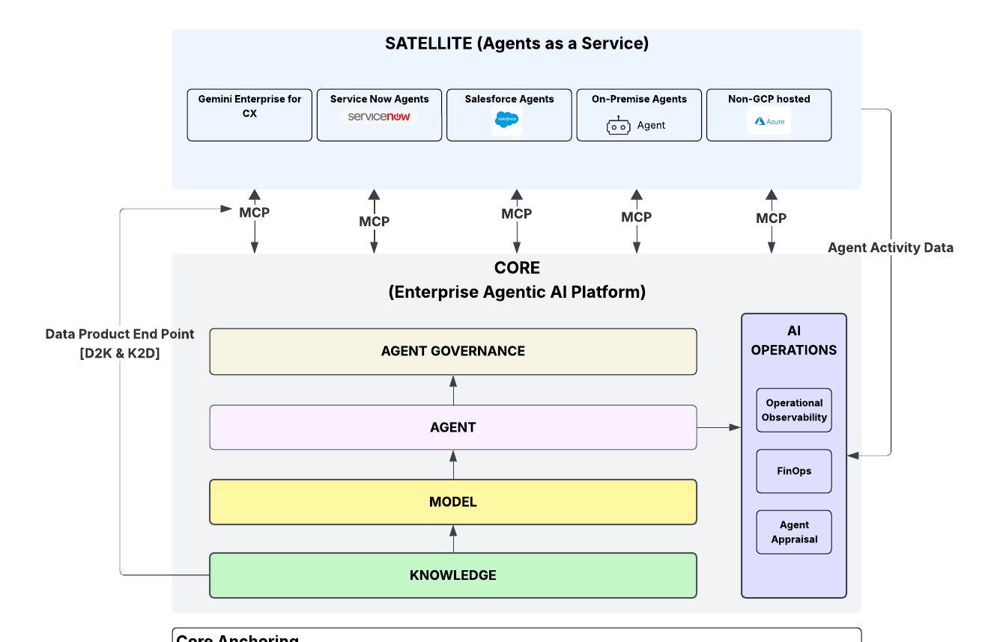 SATELLITE (Agents as a Service)
Gemini Enterprise for
CX
Service Now Agents
servicenow
Salesforce Agents
salesforce
On-Premise Agents
Agent
Non-GCP hosted
Azure
MCP
MCP
MCP
MCP
MCP
Agent Activity Data
Data Product End Point
[D2K & K2D]
CORE
(Enterprise Agentic AI Platform)
AGENT GOVERNANCE
AGENT
MODEL
KNOWLEDGE
AI
OPERATIONS
Operational
Observability
FinOps
Agent
Appraisal
Core Anchoring